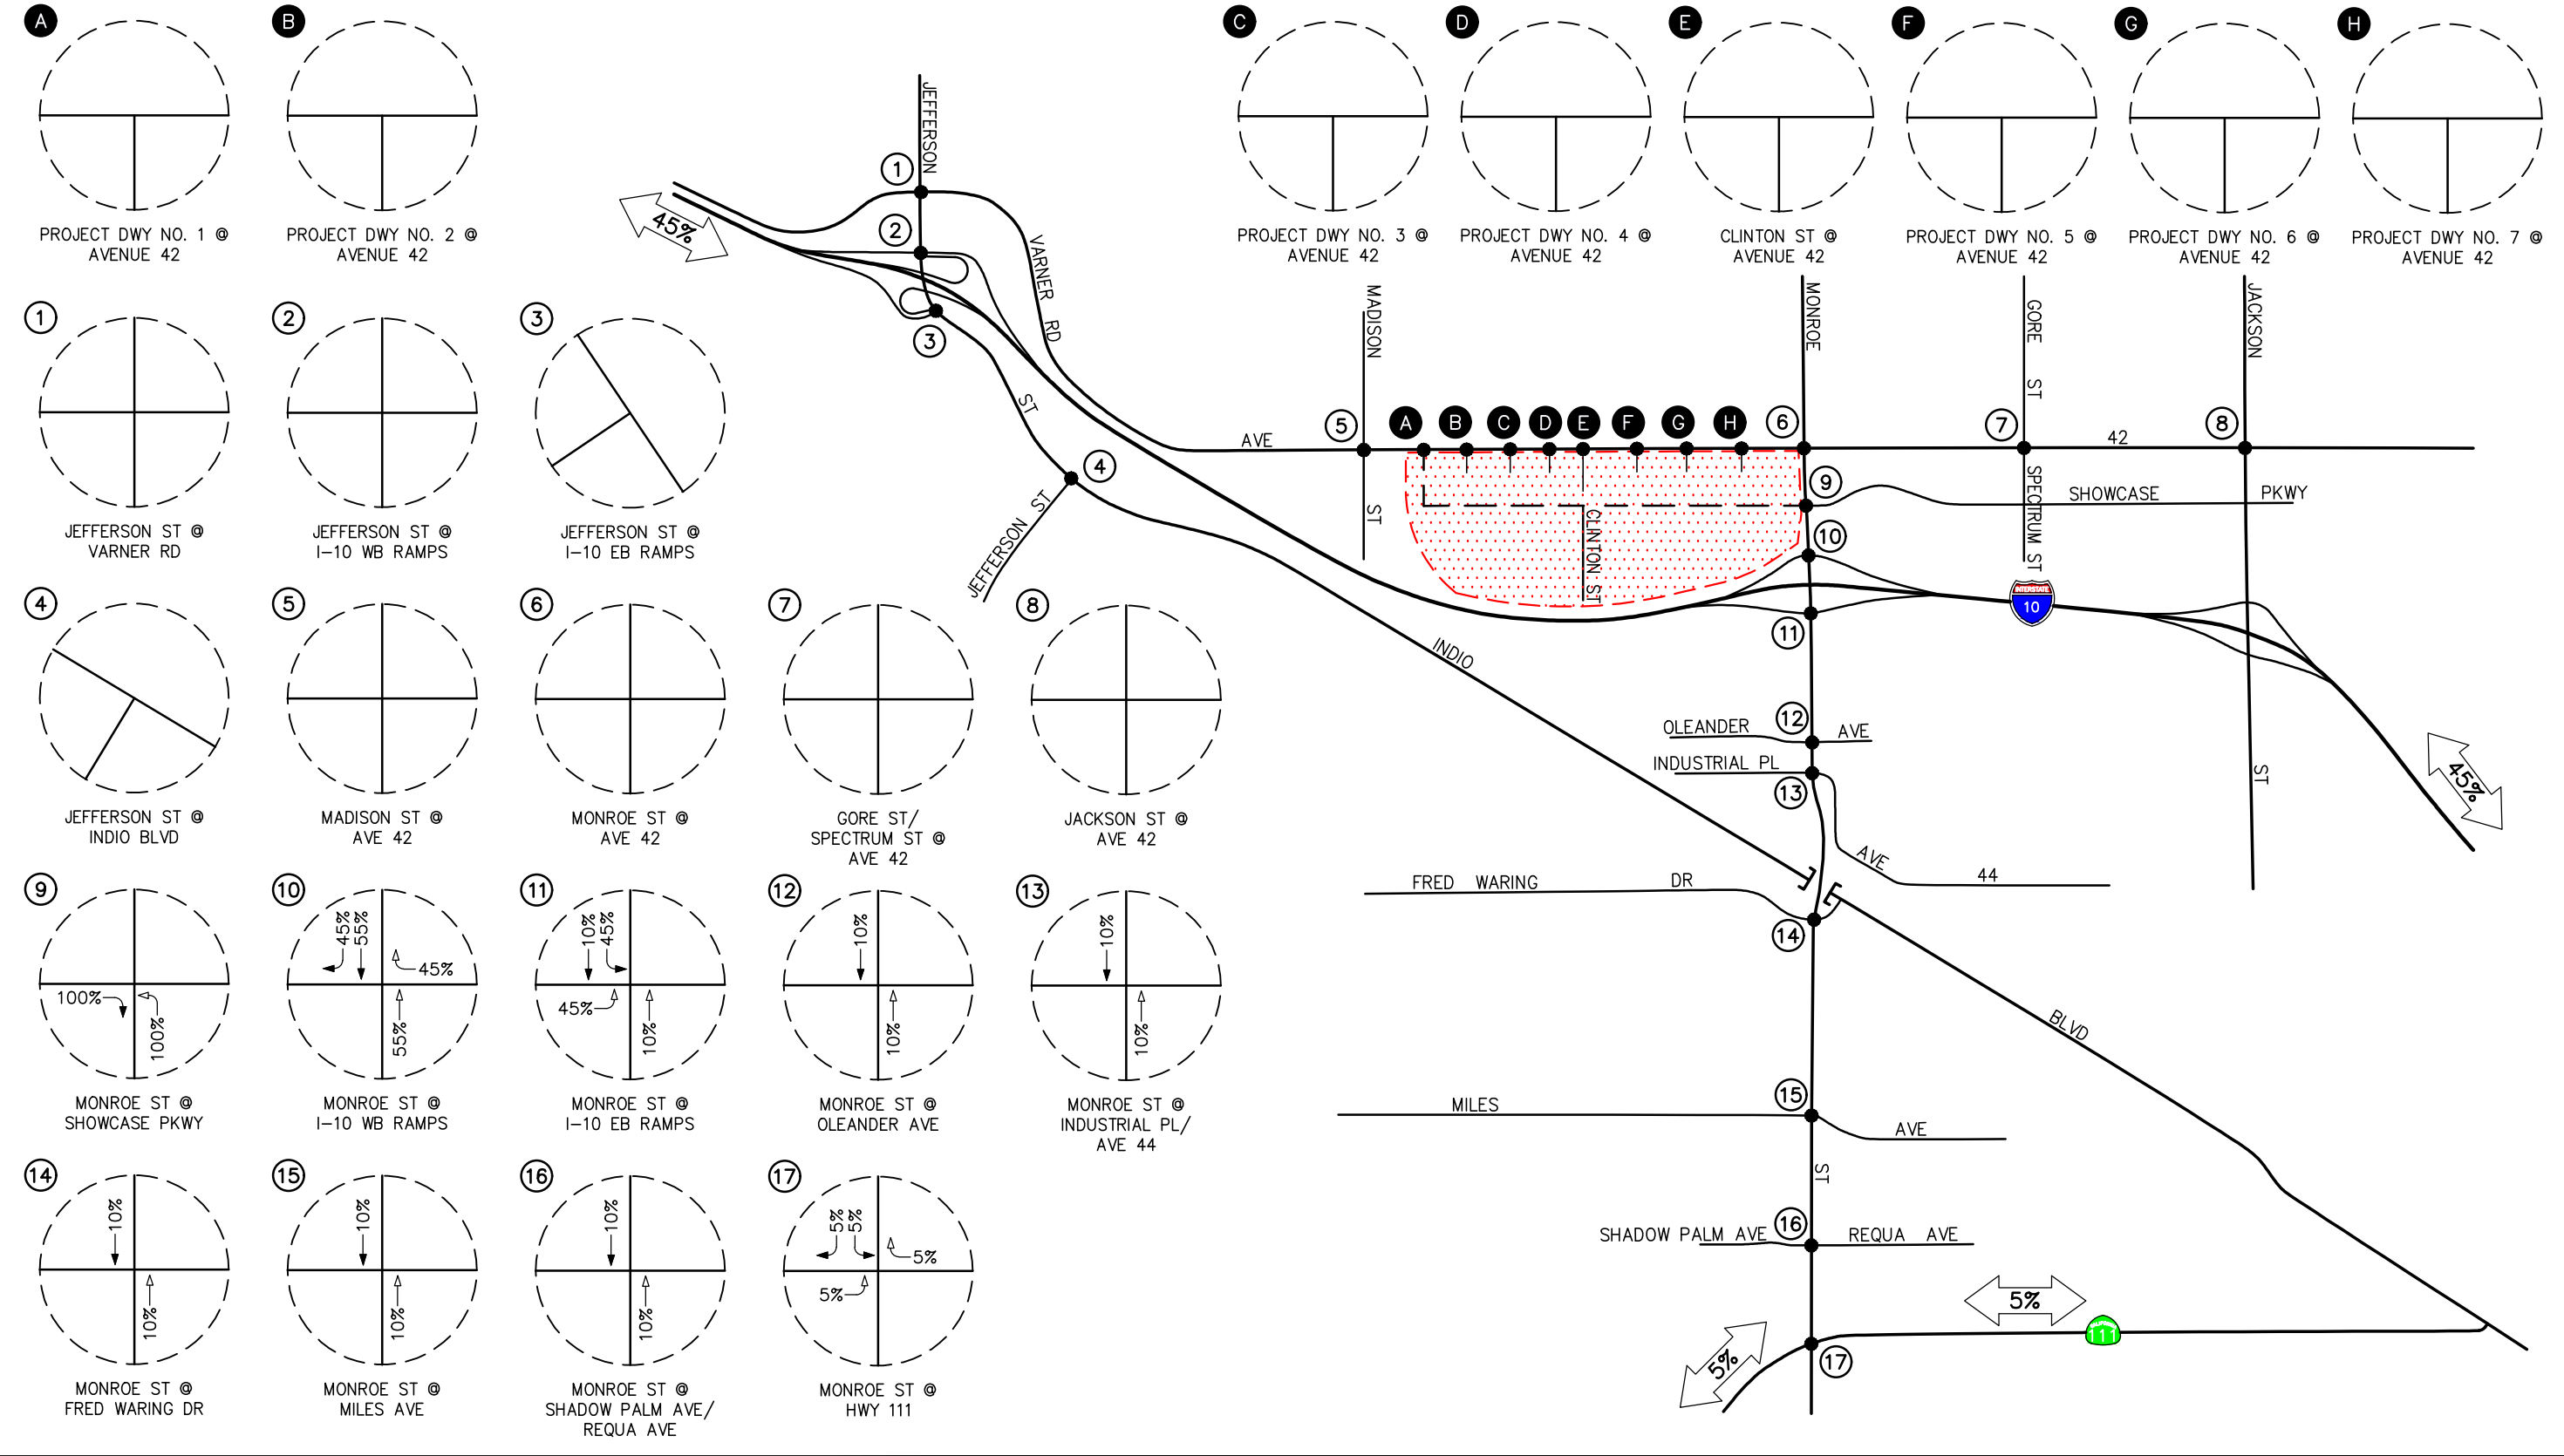 A
PROJECT DWY NO. 1 @
AVENUE 42
B
PROJECT DWY NO. 2 @
AVENUE 42
C
PROJECT DWY NO. 3 @
AVENUE 42
D
PROJECT DWY NO. 4 @
AVENUE 42
E
CLINTON ST @
AVENUE 42
F
PROJECT DWY NO. 5 @
AVENUE 42
G
PROJECT DWY NO. 6 @
AVENUE 42
H
PROJECT DWY NO. 7 @
AVENUE 42
1
JEFFERSON ST @
VARNER RD
2
JEFFERSON ST @
I-10 WB RAMPS
3
JEFFERSON ST @
I-10 EB RAMPS
4
JEFFERSON ST @
INDIO BLVD
5
MADISON ST @
AVE 42
6
MONROE ST @
AVE 42
7
GORE ST/
SPECTRUM ST @
AVE 42
8
JACKSON ST @
AVE 42
9
100%
100%
MONROE ST @
SHOWCASE PKWY
10
45%
55%
45%
55%
MONROE ST @
I-10 WB RAMPS
11
10%
45%
45%
10%
MONROE ST @
I-10 EB RAMPS
12
10%
10%
MONROE ST @
OLEANDER AVE
13
10%
10%
MONROE ST @
INDUSTRIAL PL/
AVE 44
14
10%
10%
MONROE ST @
FRED WARING DR
15
10%
10%
MONROE ST @
MILES AVE
16
10%
10%
MONROE ST @
SHADOW PALM AVE/
REQUA AVE
17
5%
5%
5%
5%
MONROE ST @
HWY 111
45%
JEFFERSON
1
2
3
VARNER RD
ST
4
JEFFERSON ST
AVE
MADISON
ST
5
A
B
C
D
E
F
G
H
6
MONROE
7
GORE ST
SPECTRUM ST
42
8
JACKSON
ST
9
SHOWCASE
PKWY
10
CLINTON ST
11
INTERSTATE
10
45%
INDIO
12
OLEANDER
AVE
INDUSTRIAL PL
13
AVE
44
FRED WARING
DR
14
BLVD
15
MILES
AVE
ST
16
SHADOW PALM AVE
REQUA AVE
5%
111
5%
17